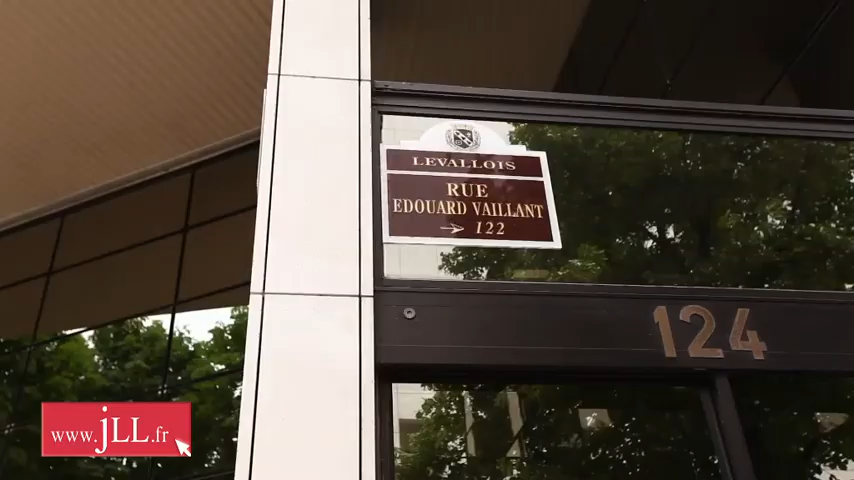 LEVALLOIS
RUE
EDOUARD VAILLANT
→ 122
124
www.jLL.fr